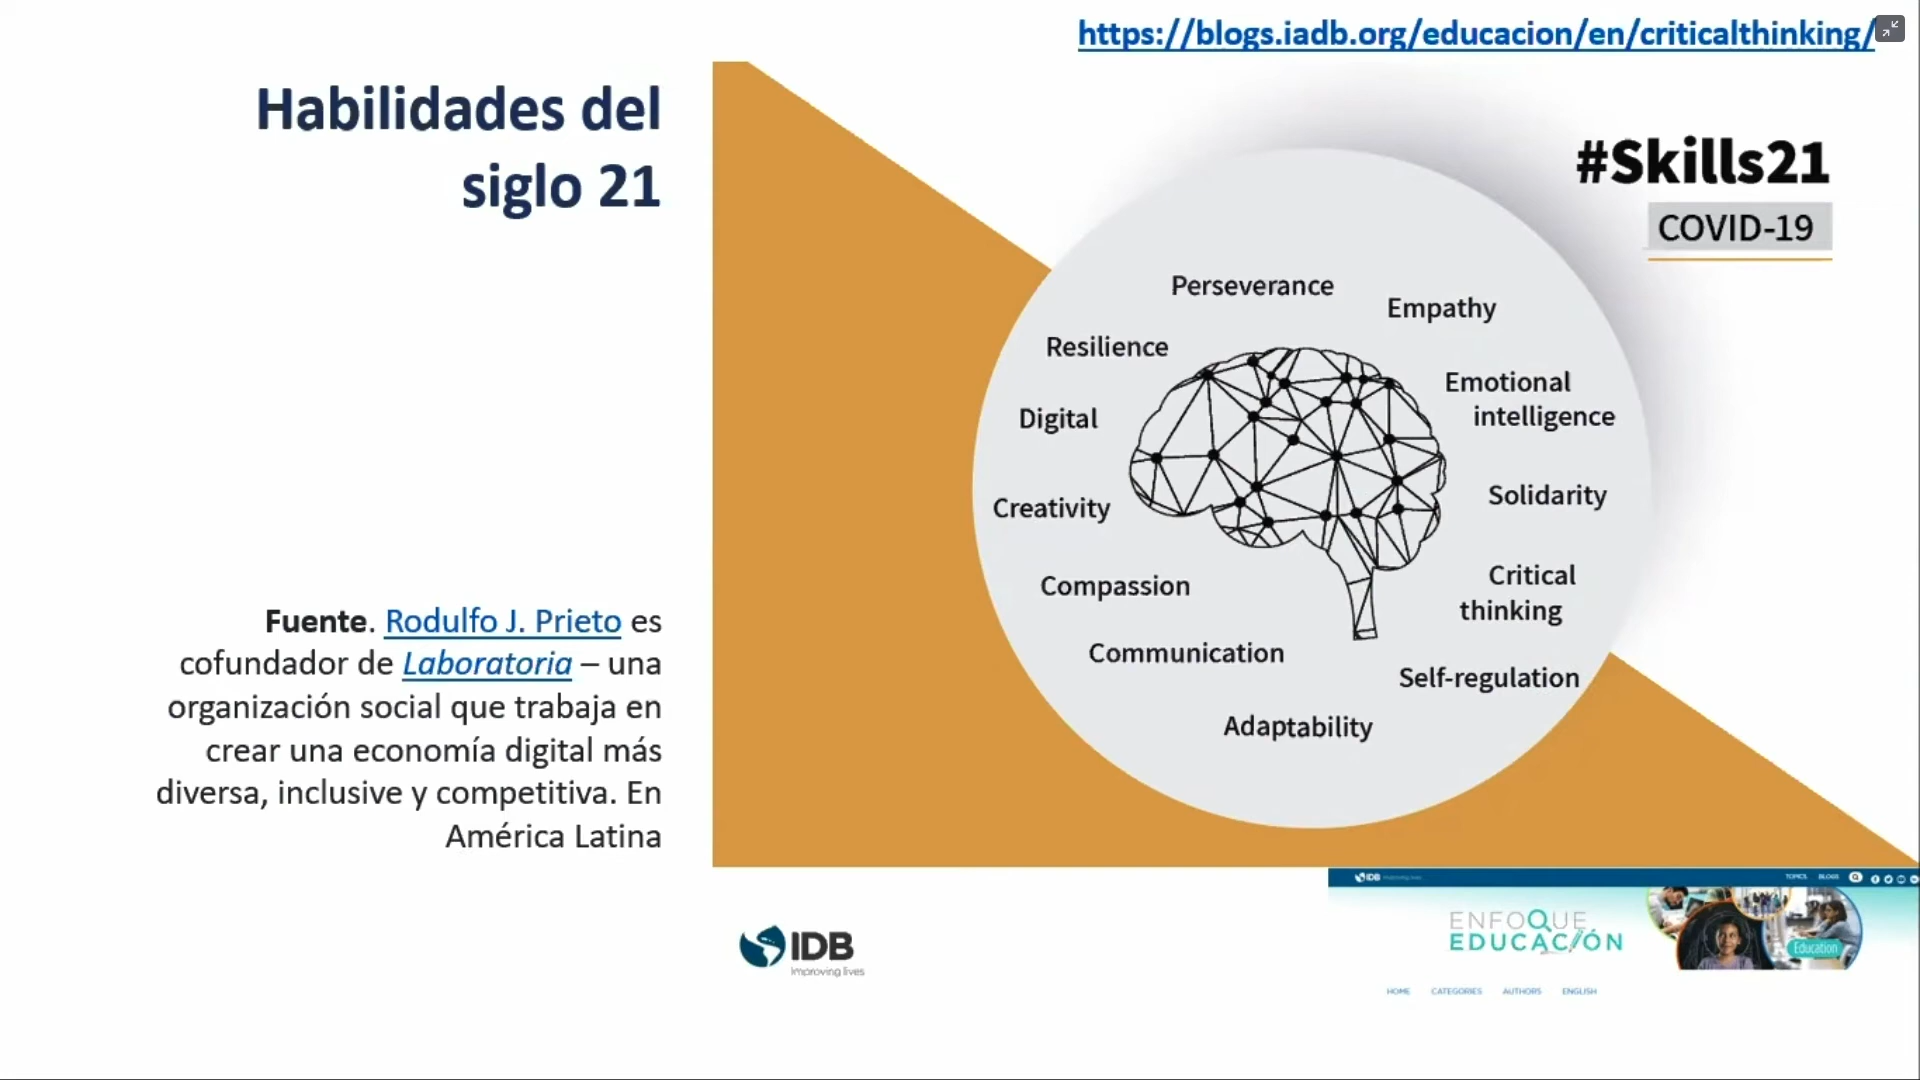 https://blogs.iadb.org/educacion/en/criticalthinking/
Habilidades del
siglo 21
#Skills21
COVID-19
Perseverance
Empathy
Resilience
Emotional
intelligence
Digital
Solidarity
Creativity
Critical
thinking
Compassion
Communication
Self-regulation
Adaptability
Fuente. Rodulfo J. Prieto es
cofundador de Laboratoria – una
organización social que trabaja en
crear una economía digital más
diversa, inclusive y competitiva. En
América Latina
IDB
Improving lives
IDB
TOPICS BLOGS
ENFOQUE
EDUCACIÓN
Education
HOME CATEGORIES AUTHORS ENGLISH